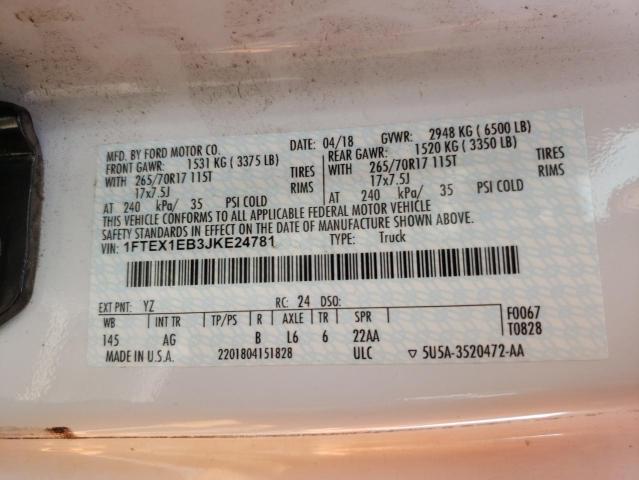 MFD. BY FORD MOTOR CO. DATE: 04/18 GVWR: 2948 KG ( 6500 LB)
FRONT GAWR: 1531 KG ( 3375 LB) REAR GAWR: 1520 KG ( 3350 LB)
WITH 265/70R17 115T TIRES WITH 265/70R17 115T TIRES
17x7.5J RIMS 17x7.5J RIMS
AT 240 kPa/ 35 PSI COLD AT 240 kPa/ 35 PSI COLD
THIS VEHICLE CONFORMS TO ALL APPLICABLE FEDERAL MOTOR VEHICLE
SAFETY STANDARDS IN EFFECT ON THE DATE OF MANUFACTURE SHOWN ABOVE.
VIN: 1FTEX1EB3JKE24781 TYPE: Truck
EXT PNT: YZ RC: 24 DSO: F0067
WB INT TR TP/PS R AXLE TR SPR T0828
145 AG B L6 6 22AA
MADE IN U.S.A. 2201804151828 ULC ▽ 5U5A-3520472-AA